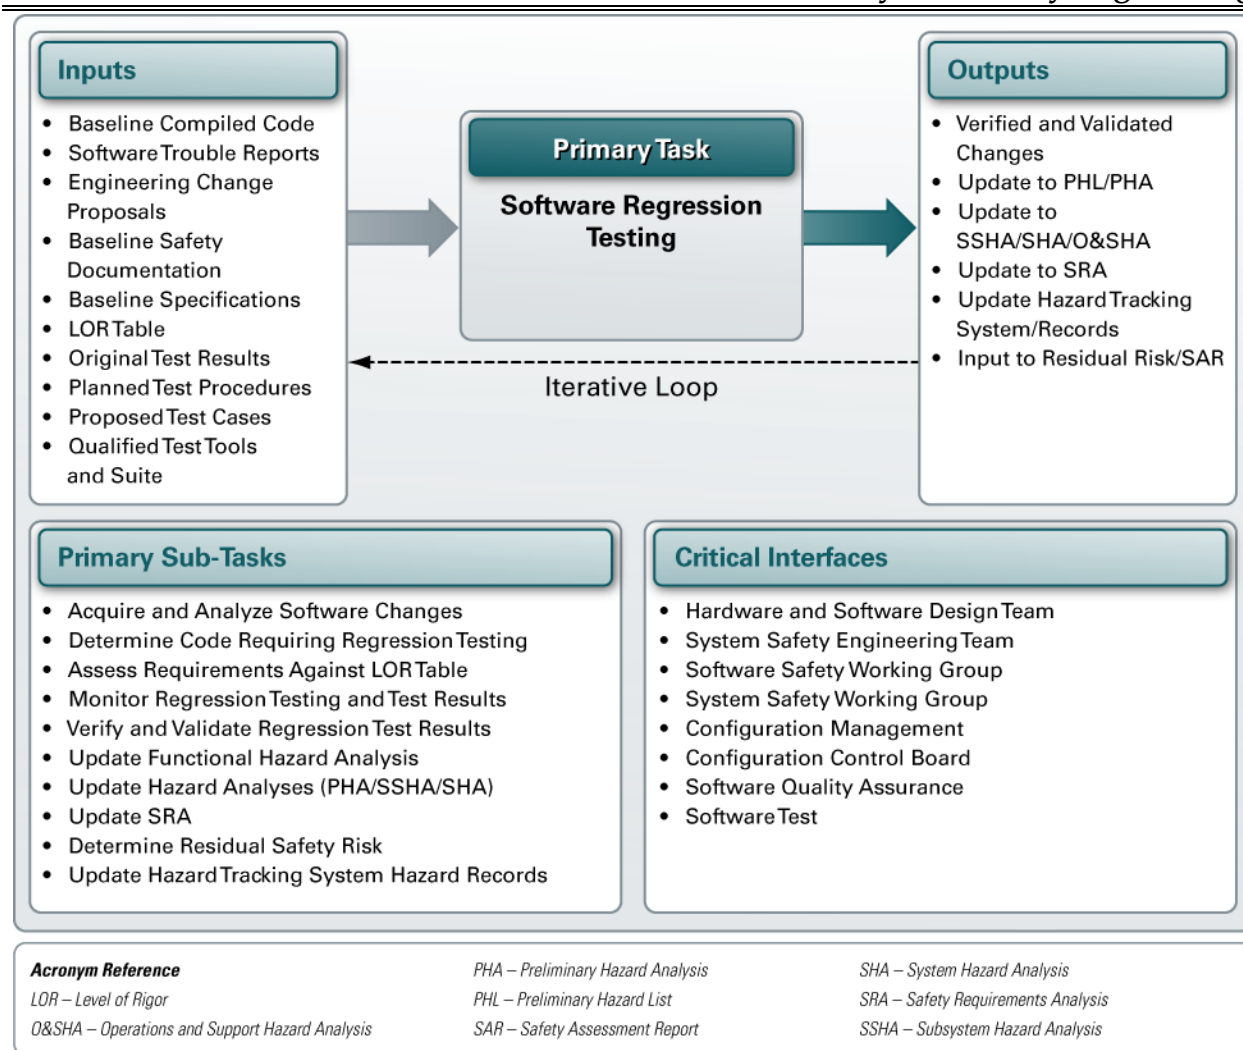 Inputs
• Baseline Compiled Code
• Software Trouble Reports
• Engineering Change
Proposals
• Baseline Safety
Documentation
• Baseline Specifications
• LOR Table
• Original Test Results
• Planned Test Procedures
• Proposed Test Cases
• Qualified Test Tools
and Suite
Primary Task
Software Regression
Testing
Iterative Loop
Outputs
• Verified and Validated
Changes
• Update to PHL/PHA
• Update to
SSHA/SHA/O&SHA
• Update to SRA
• Update Hazard Tracking
System/Records
• Input to Residual Risk/SAR
Primary Sub-Tasks
• Acquire and Analyze Software Changes
• Determine Code Requiring Regression Testing
• Assess Requirements Against LOR Table
• Monitor Regression Testing and Test Results
• Verify and Validate Regression Test Results
• Update Functional Hazard Analysis
• Update Hazard Analyses (PHA/SSHA/SHA)
• Update SRA
• Determine Residual Safety Risk
• Update Hazard Tracking System Hazard Records
Critical Interfaces
• Hardware and Software Design Team
• System Safety Engineering Team
• Software Safety Working Group
• System Safety Working Group
• Configuration Management
• Configuration Control Board
• Software Quality Assurance
• Software Test
Acronym Reference
LOR – Level of Rigor
O&SHA – Operations and Support Hazard Analysis
PHA – Preliminary Hazard Analysis
PHL – Preliminary Hazard List
SAR – Safety Assessment Report
SHA – System Hazard Analysis
SRA – Safety Requirements Analysis
SSHA – Subsystem Hazard Analysis